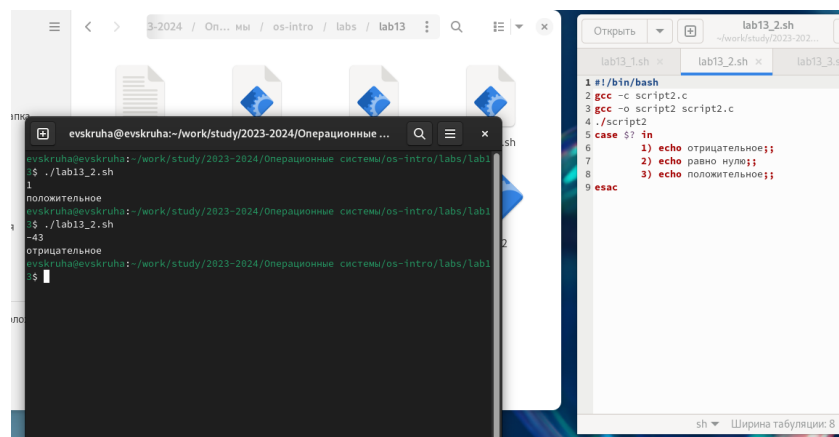 3-2024 / Оп... мы / os-intro / labs / lab13
evskruha@evskruha:~/work/study/2023-2024/Операционные ...
evskruha@evskruha:~/work/study/2023-2024/Операционные системы/os-intro/labs/lab1
3$ ./lab13_2.sh
1
положительное
evskruha@evskruha:~/work/study/2023-2024/Операционные системы/os-intro/labs/lab1
3$ ./lab13_2.sh
-43
отрицательное
evskruha@evskruha:~/work/study/2023-2024/Операционные системы/os-intro/labs/lab1
3$
.sh
2
Открыть
lab13_2.sh
~/work/study/2023-202...
lab13_1.sh × lab13_2.sh × lab13_3.s
1 #!/bin/bash
2 gcc -c script2.c
3 gcc -o script2 script2.c
4 ./script2
5 case $? in
6 1) echo отрицательное;;
7 2) echo равно нулю;;
8 3) echo положительное;;
9 esac
sh Ширина табуляции: 8